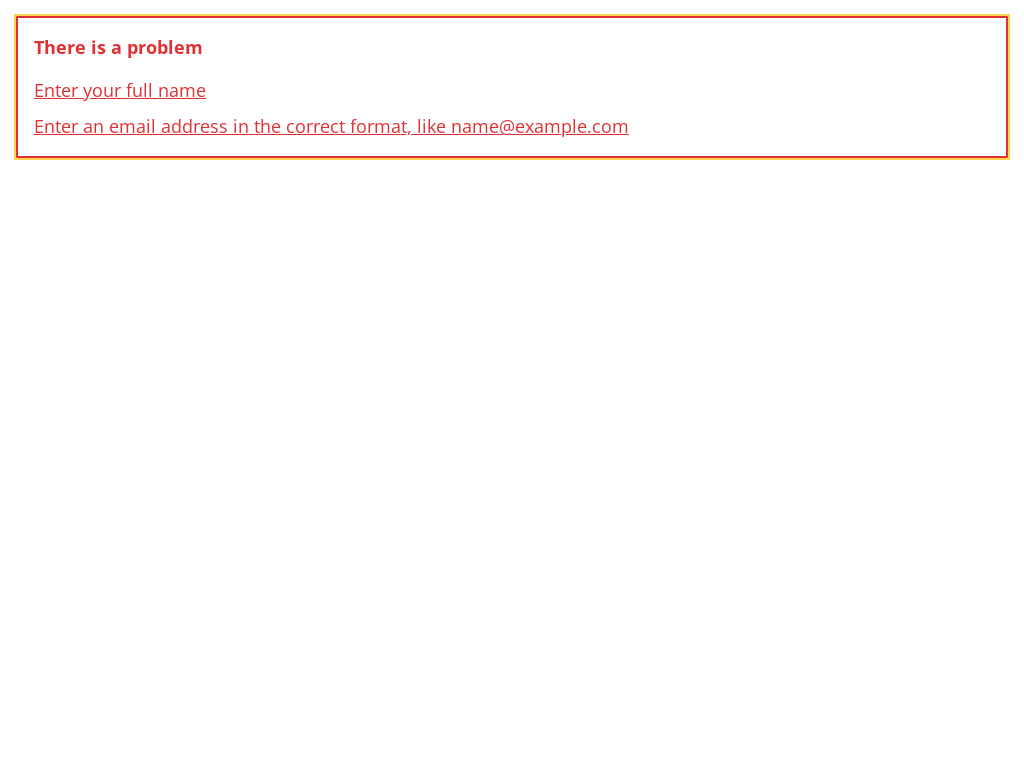 There is a problem
Enter your full name
Enter an email address in the correct format, like name@example.com